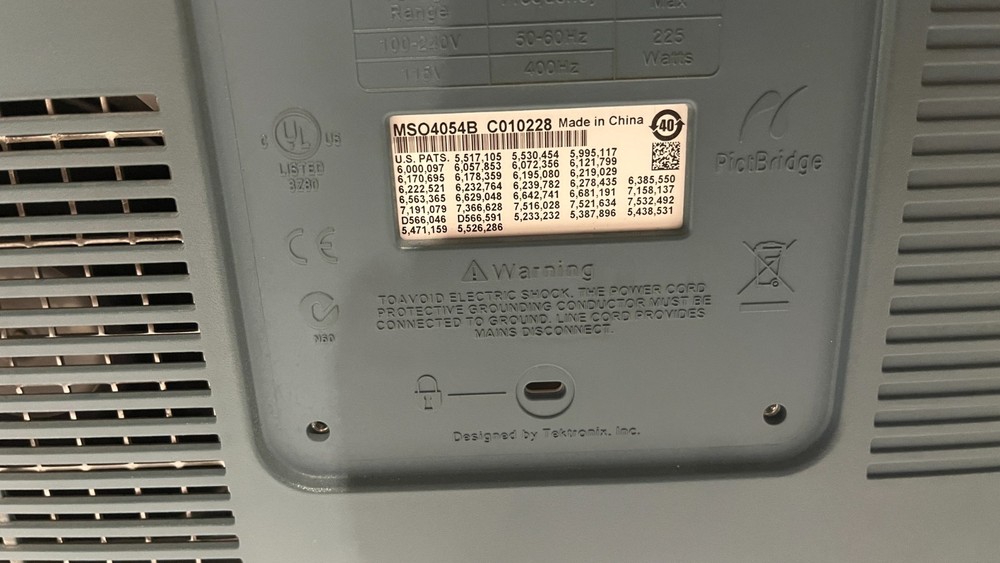 Range Frequency Max
100-240V 50-60Hz 225 Watts
115V 400Hz
MSO4054B C010228 Made in China
40
U.S. PATS. 5,517,105 5,530,454 5,995,117
6,000,097 6,057,853 6,072,356 6,121,799
6,170,695 6,178,359 6,195,080 6,219,029
6,222,521 6,232,764 6,239,782 6,278,435 6,385,550
6,563,365 6,629,048 6,642,741 6,681,191 7,158,137
7,191,079 7,366,628 7,516,028 7,521,634 7,532,492
D566,046 D566,591 5,233,232 5,387,896 5,438,531
5,471,159 5,526,286
C UL US
LISTED
PictBridge
CE
N60
Warning
TO AVOID ELECTRIC SHOCK, THE POWER CORD
PROTECTIVE GROUNDING CONDUCTOR MUST BE
CONNECTED TO GROUND. LINE CORD PROVIDES
MAINS DISCONNECT.
Designed by Tektronix, Inc.